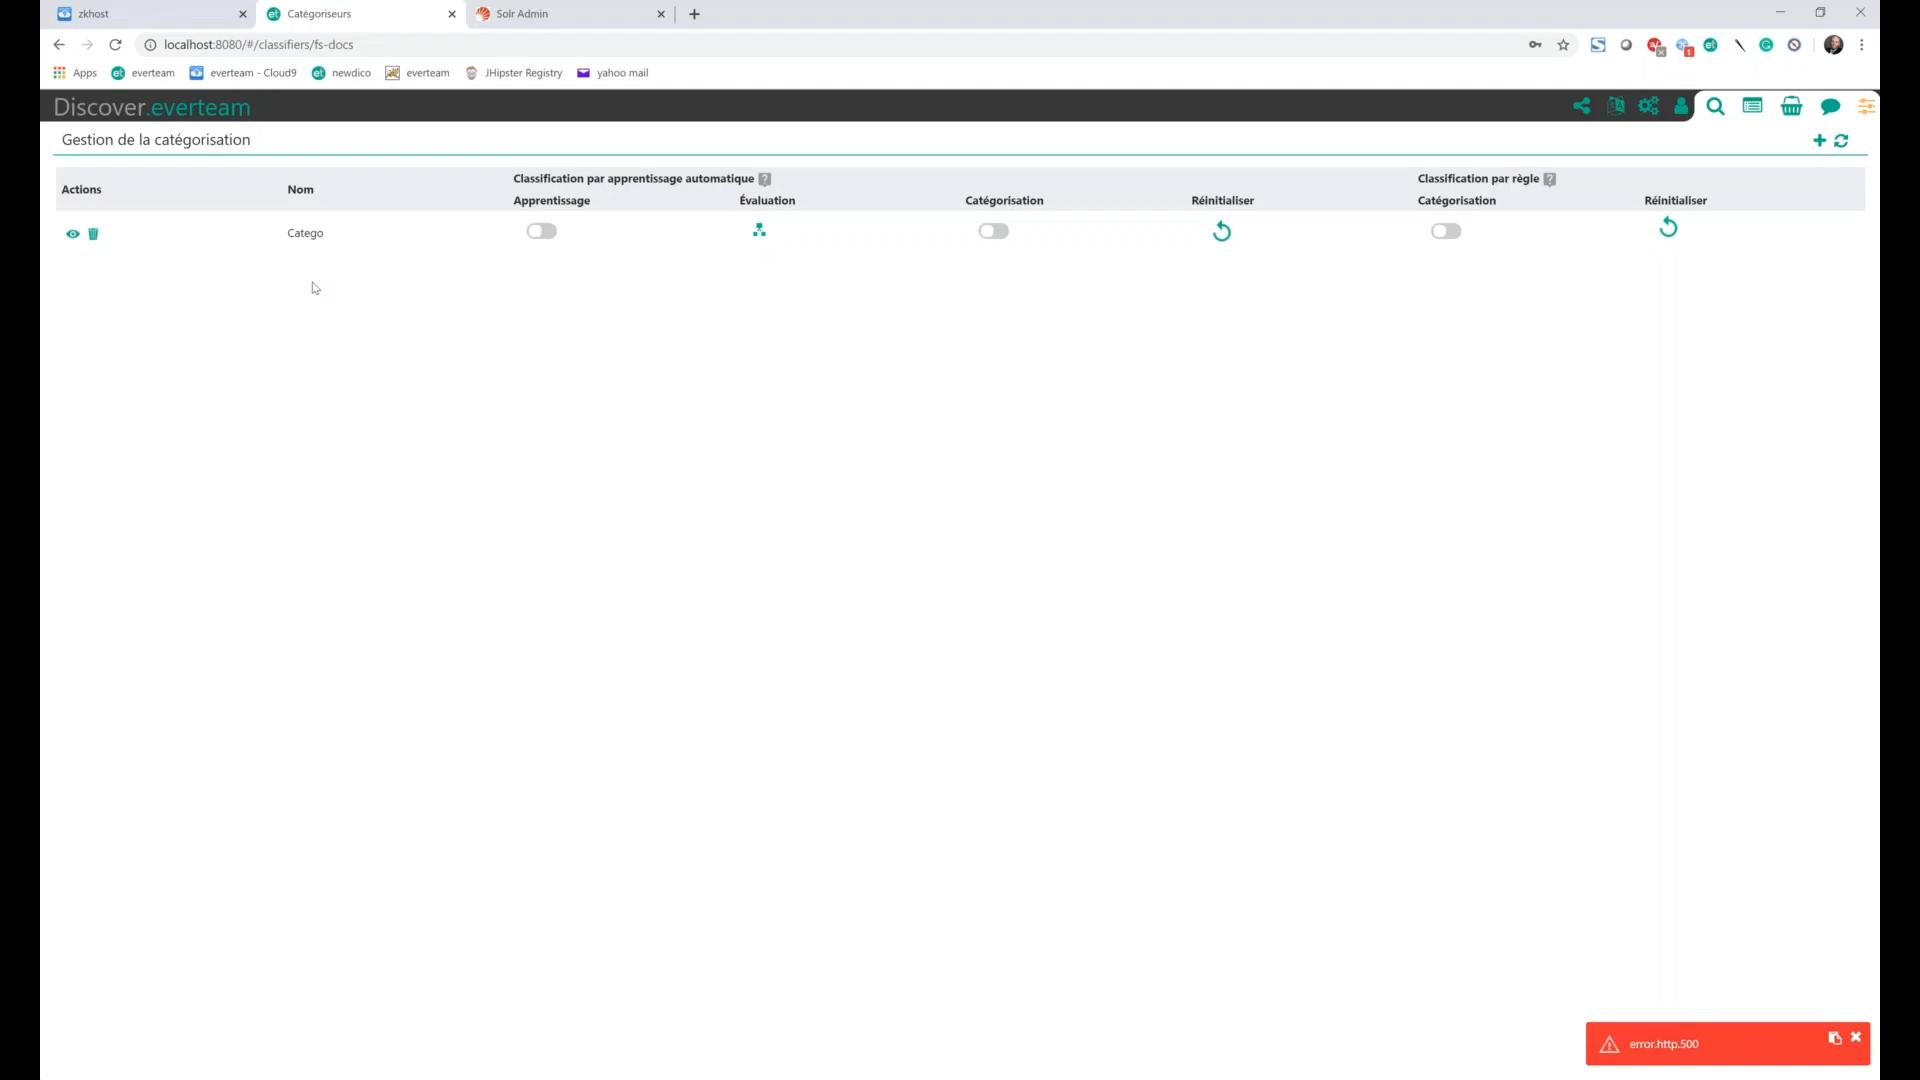 zkhost
Catégoriseurs
Solr Admin
localhost:8080/#/classifiers/fs-docs
1
Apps
everteam
everteam - Cloud9
newdico
everteam
JHipster Registry
yahoo mail
Discover.everteam
Gestion de la catégorisation
Actions
Nom
Classification par apprentissage automatique ?
Classification par règle ?
Apprentissage
Évaluation
Catégorisation
Réinitialiser
Catégorisation
Réinitialiser
Catego
error.http.500